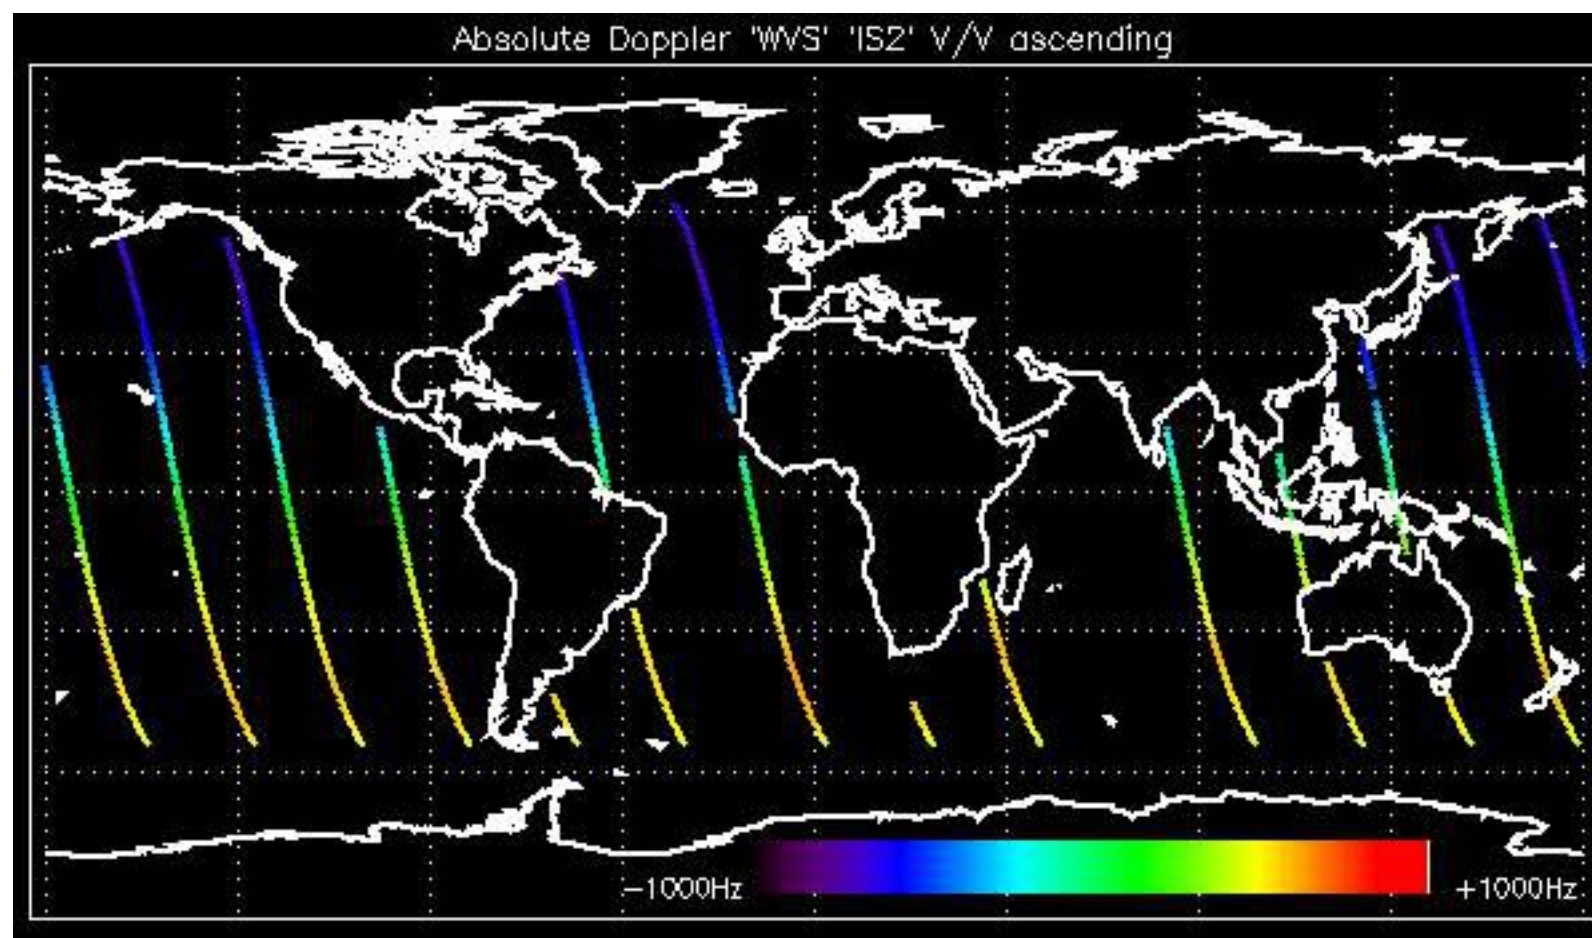 Absolute Doppler 'WVS' 'IS2' V/V ascending
-1000Hz +1000Hz